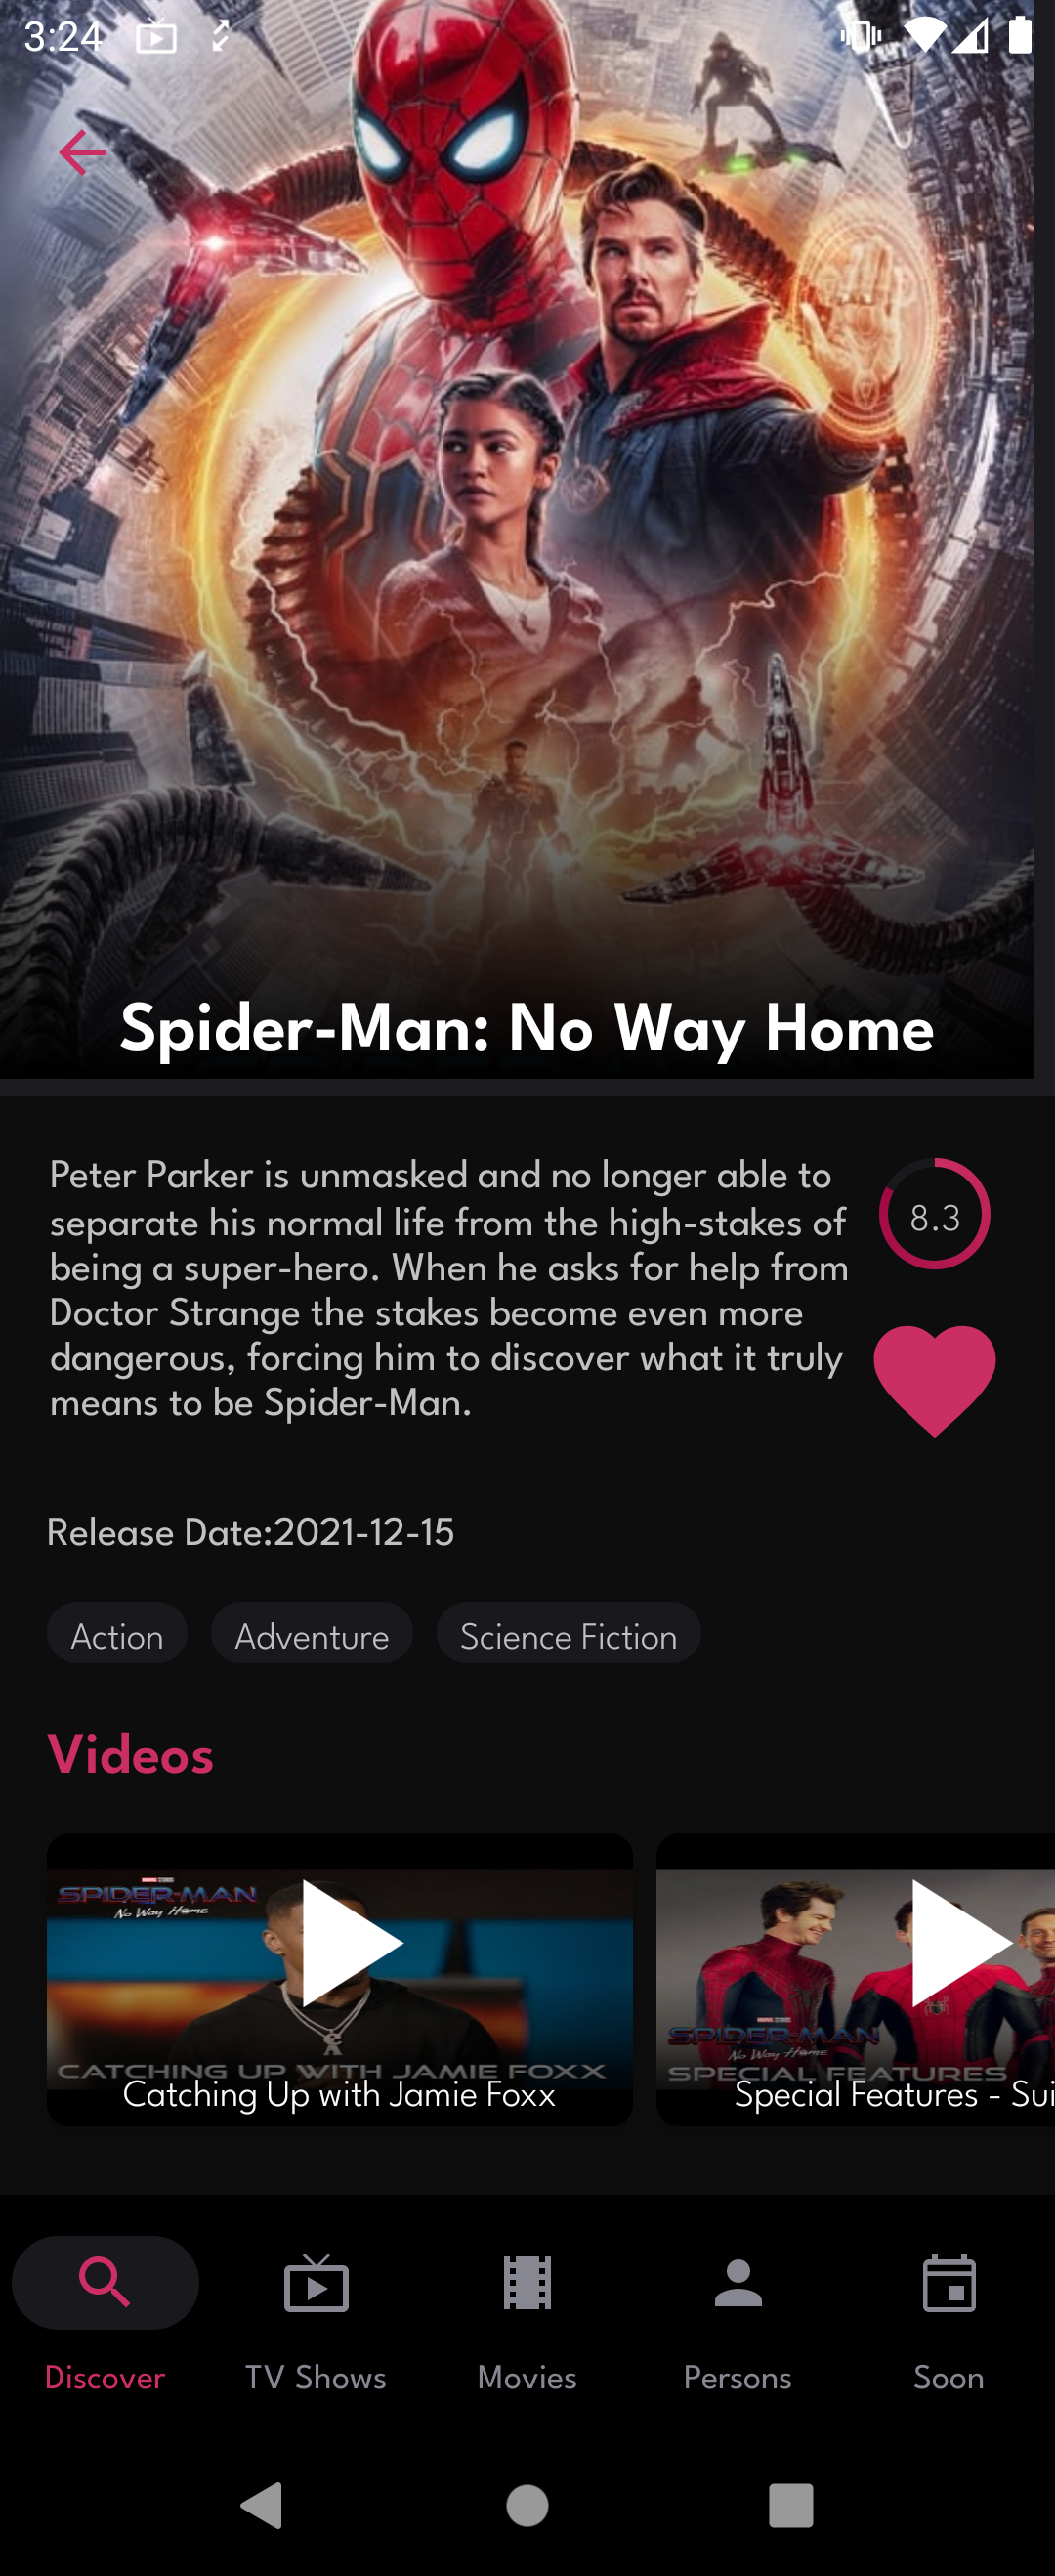 3:24
Spider-Man: No Way Home
Peter Parker is unmasked and no longer able to
separate his normal life from the high-stakes of
being a super-hero. When he asks for help from
Doctor Strange the stakes become even more
dangerous, forcing him to discover what it truly
means to be Spider-Man.
8.3
Release Date:2021-12-15
Action Adventure Science Fiction
Videos
SPIDER-MAN
No Way Home
CATCHING UP WITH JAMIE FOXX
Catching Up with Jamie Foxx
SPIDER-MAN
No Way Home
SPECIAL FEATURES
Special Features - Sui
Discover TV Shows Movies Persons Soon